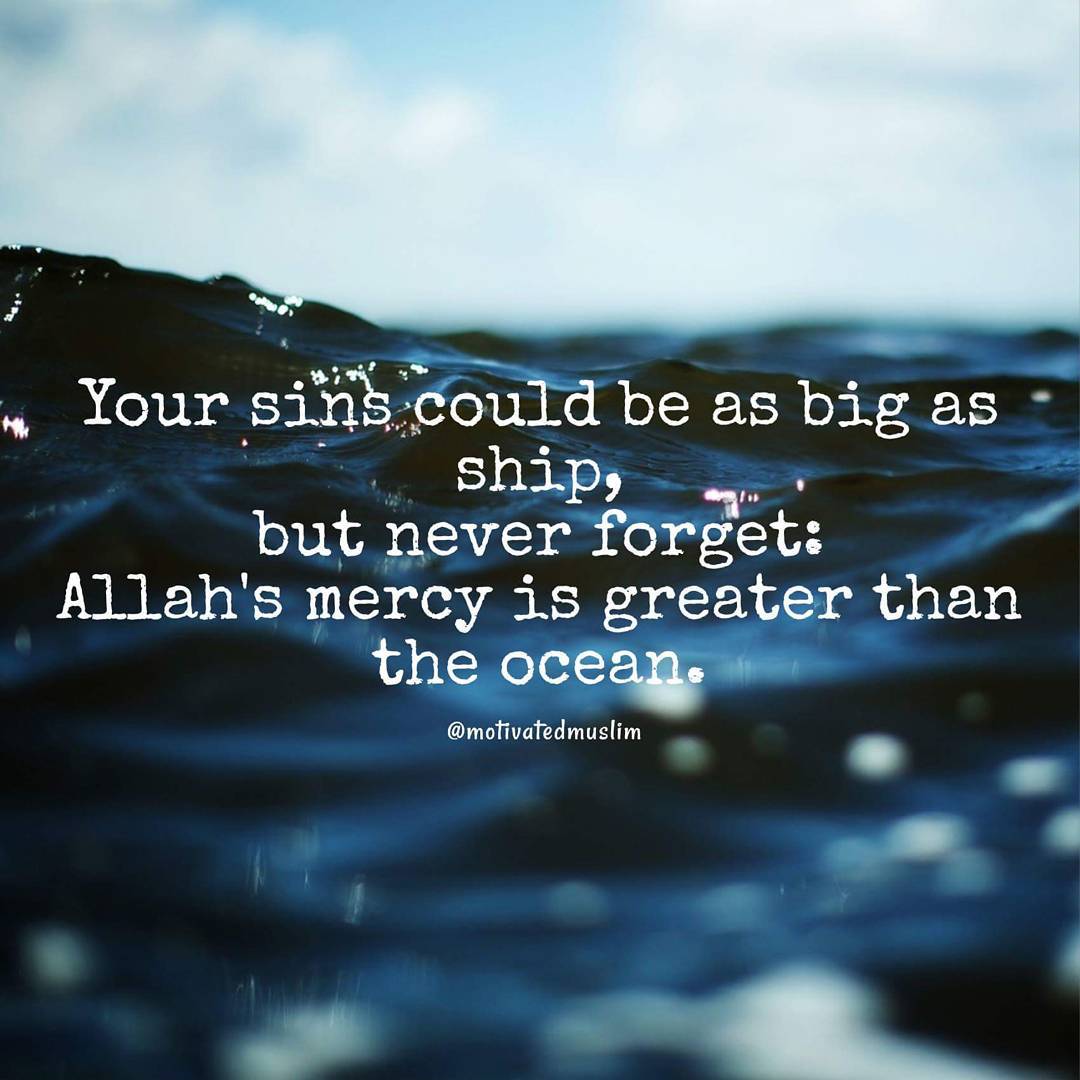 Your sins could be as big as
ship,
but never forget:
Allah's mercy is greater than
the ocean.
@motivatedmuslim